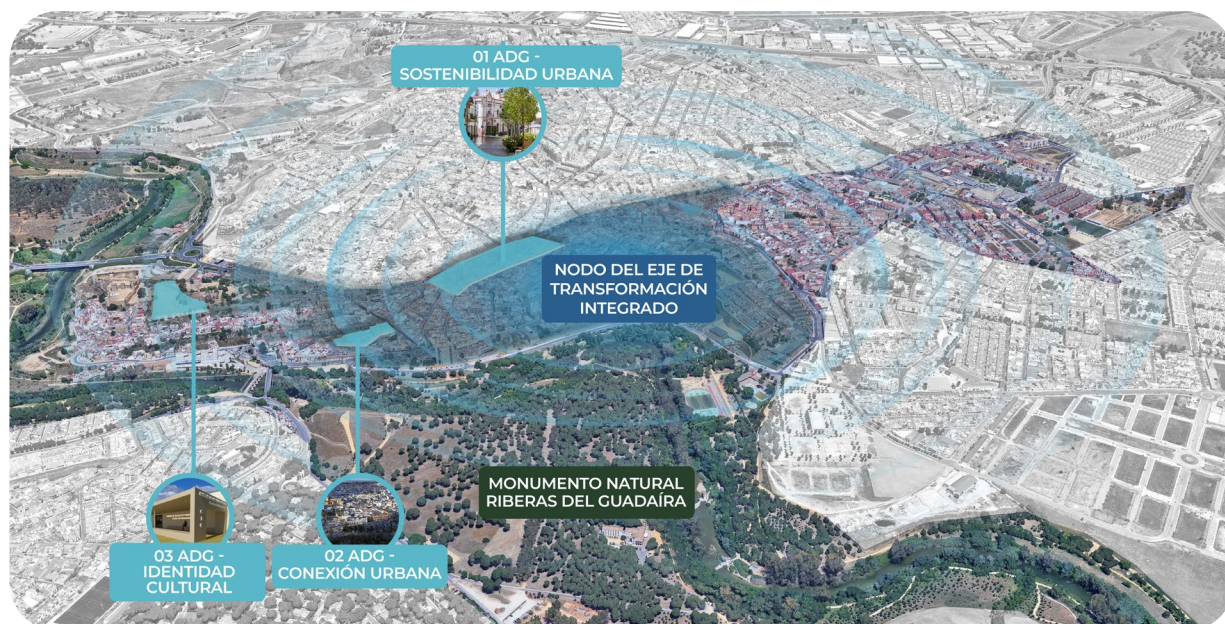 01 ADG -
SOSTENIBILIDAD URBANA
NODO DEL EJE DE
TRANSFORMACIÓN
INTEGRADO
MONUMENTO NATURAL
RIBERAS DEL GUADAÍRA
03 ADG -
IDENTIDAD
CULTURAL
02 ADG -
CONEXIÓN URBANA